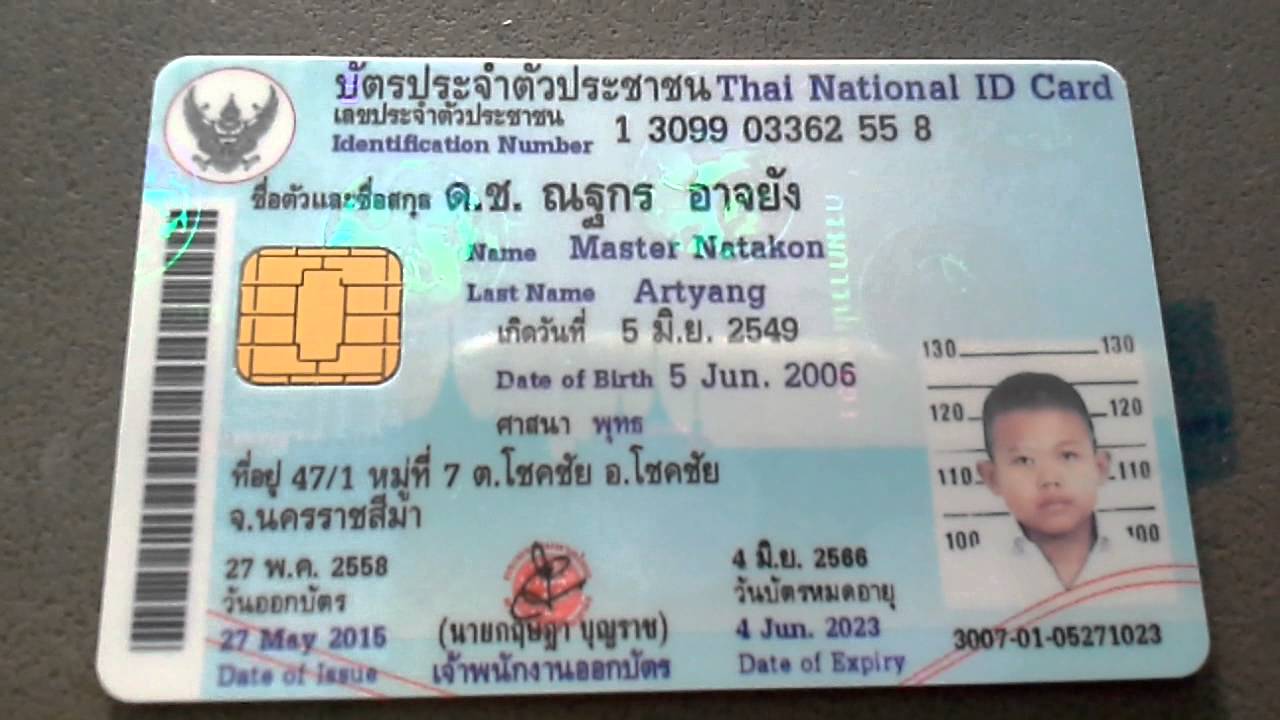 บัตรประจำตัวประชาชน Thai National ID Card
เลขประจำตัวประชาชน
Identification Number 1 3099 03362 55 8
ชื่อตัวและชื่อสกุล ด.ช. ณฐกร อาจยัง
Name Master Natakon
Last Name Artyang
เกิดวันที่ 5 มิ.ย. 2549
Date of Birth 5 Jun. 2006
ศาสนา พุทธ
ที่อยู่ 47/1 หมู่ที่ 7 ต.โชคชัย อ.โชคชัย
จ.นครราชสีมา
130 130
120 120
110 110
100 100
27 พ.ค. 2558
วันออกบัตร
27 May 2015
Date of Issue
(นายกฤษฎา บุญราช)
เจ้าพนักงานออกบัตร
4 มิ.ย. 2566
วันบัตรหมดอายุ
4 Jun. 2023
Date of Expiry
3007-01-05271023